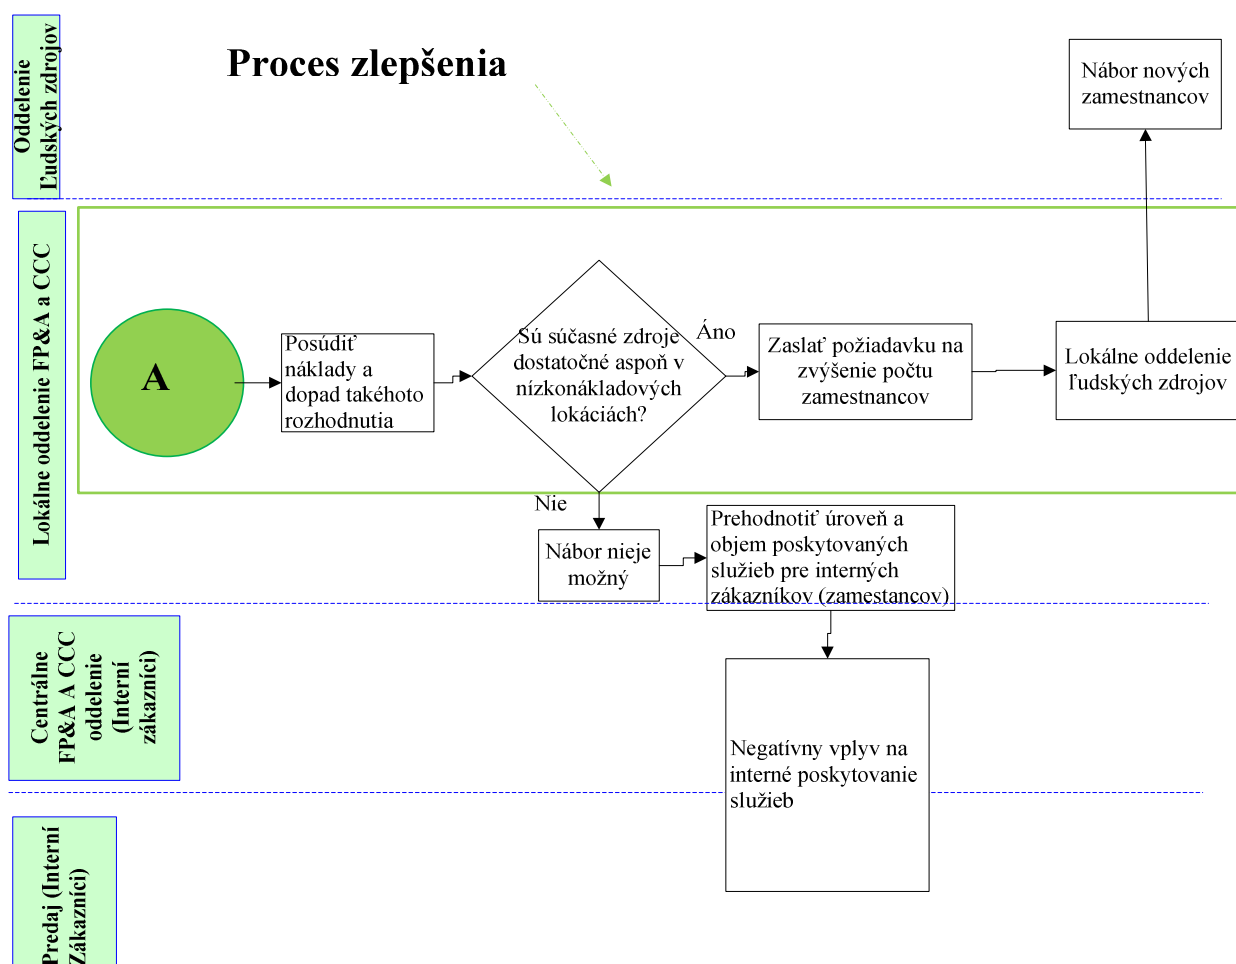 Oddelenie
Ľudských zdrojov
Proces zlepšenia
Nábor nových
zamestnancov
Lokálne oddelenie FP&A a CCC
A
Posúdiť
náklady a
dopad takéhoto
rozhodnutia
Sú súčasné zdroje
dostatočné aspoň v
nízkonákladových
lokáciách?
Áno
Zaslať požiadavku na
zvýšenie počtu
zamestnancov
Lokálne oddelenie
ľudských zdrojov
Nie
Nábor nieje
možný
Prehodnotiť úroveň a
objem poskytovaných
služieb pre interných
zákazníkov (zamestancov)
Centrálne
FP&A A CCC
oddelenie
(Interní
zákazníci)
Negatívny vplyv na
interné poskytovanie
služieb
Predaj (Interní
Zákazníci)